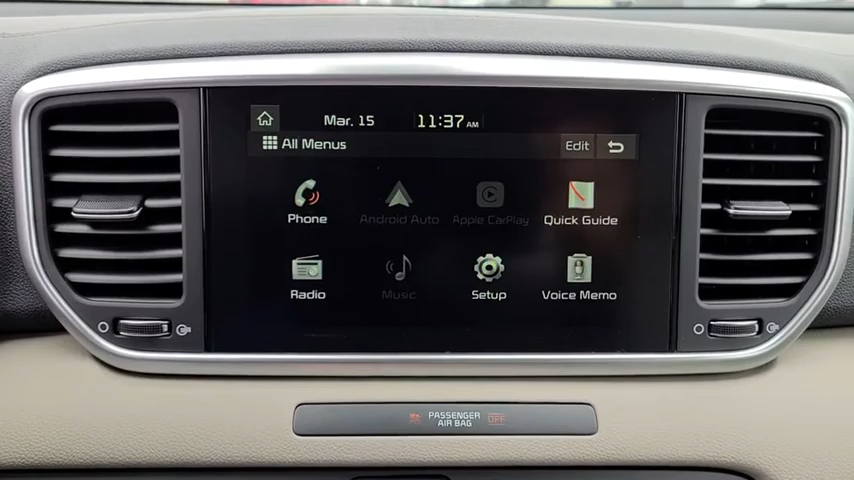 Mar. 15 11:37 AM
All Menus Edit
Phone Android Auto Apple CarPlay Quick Guide
Radio Music Setup Voice Memo
PASSENGER
AIR BAG OFF